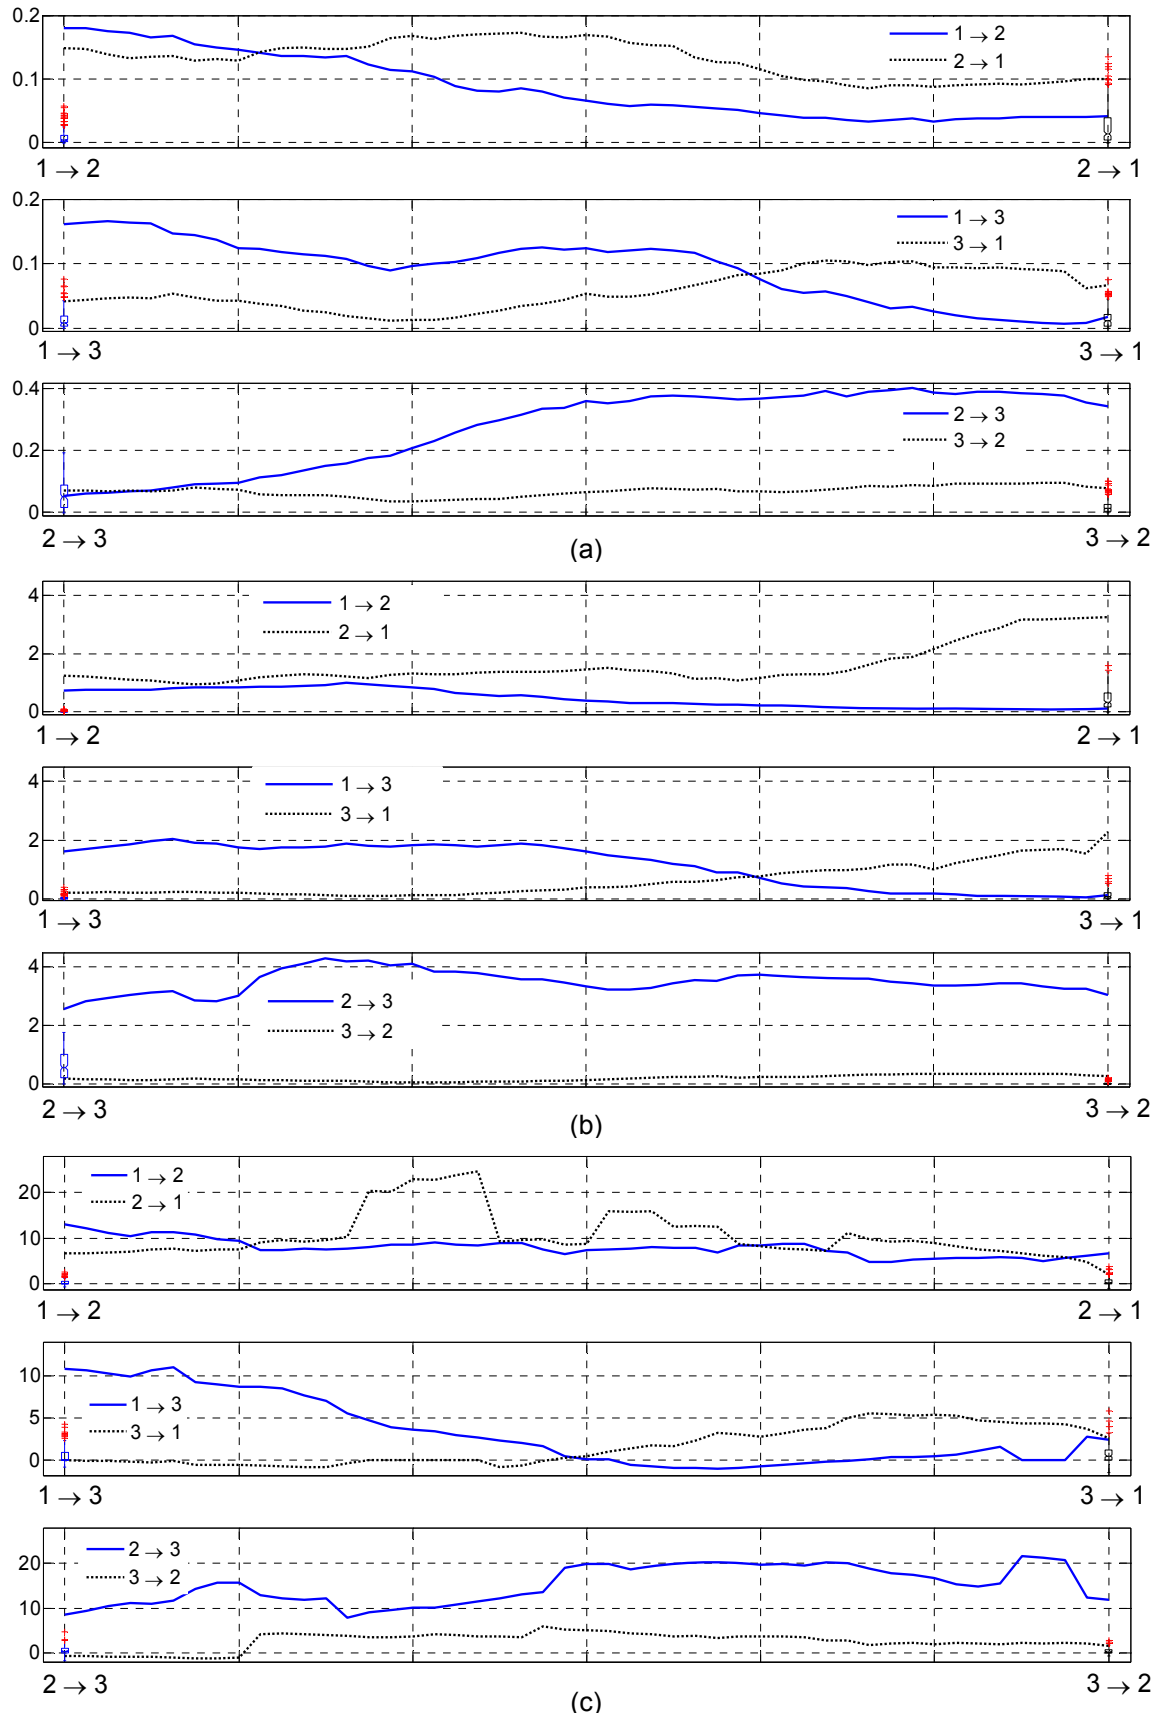 0.2
1 → 2
2 → 1
0.1
0
1 → 2 2 → 1
0.2
1 → 3
3 → 1
0.1
0
1 → 3 3 → 1
0.4
2 → 3
3 → 2
0.2
0
2 → 3 3 → 2
(a)
4
1 → 2
2 → 1
2
0
1 → 2 2 → 1
4
1 → 3
3 → 1
2
0
1 → 3 3 → 1
4
2 → 3
3 → 2
2
0
2 → 3 3 → 2
(b)
1 → 2
20
2 → 1
10
0
1 → 2 2 → 1
10
1 → 3
5
3 → 1
0
1 → 3 3 → 1
2 → 3
20
3 → 2
10
0
2 → 3 3 → 2
(c)